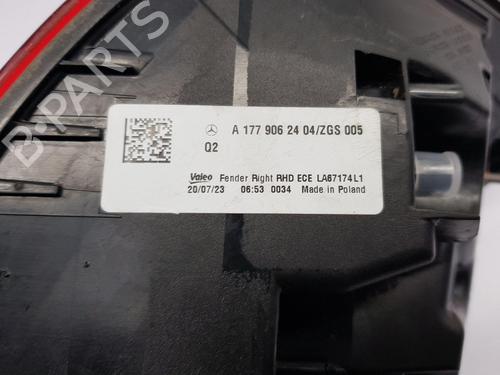 A 177 906 24 04/ZGS 005
Q2
Valeo Fender Right RHD ECE LA67174L1
20/07/23 06:53 0034 Made in Poland
B-PARTS